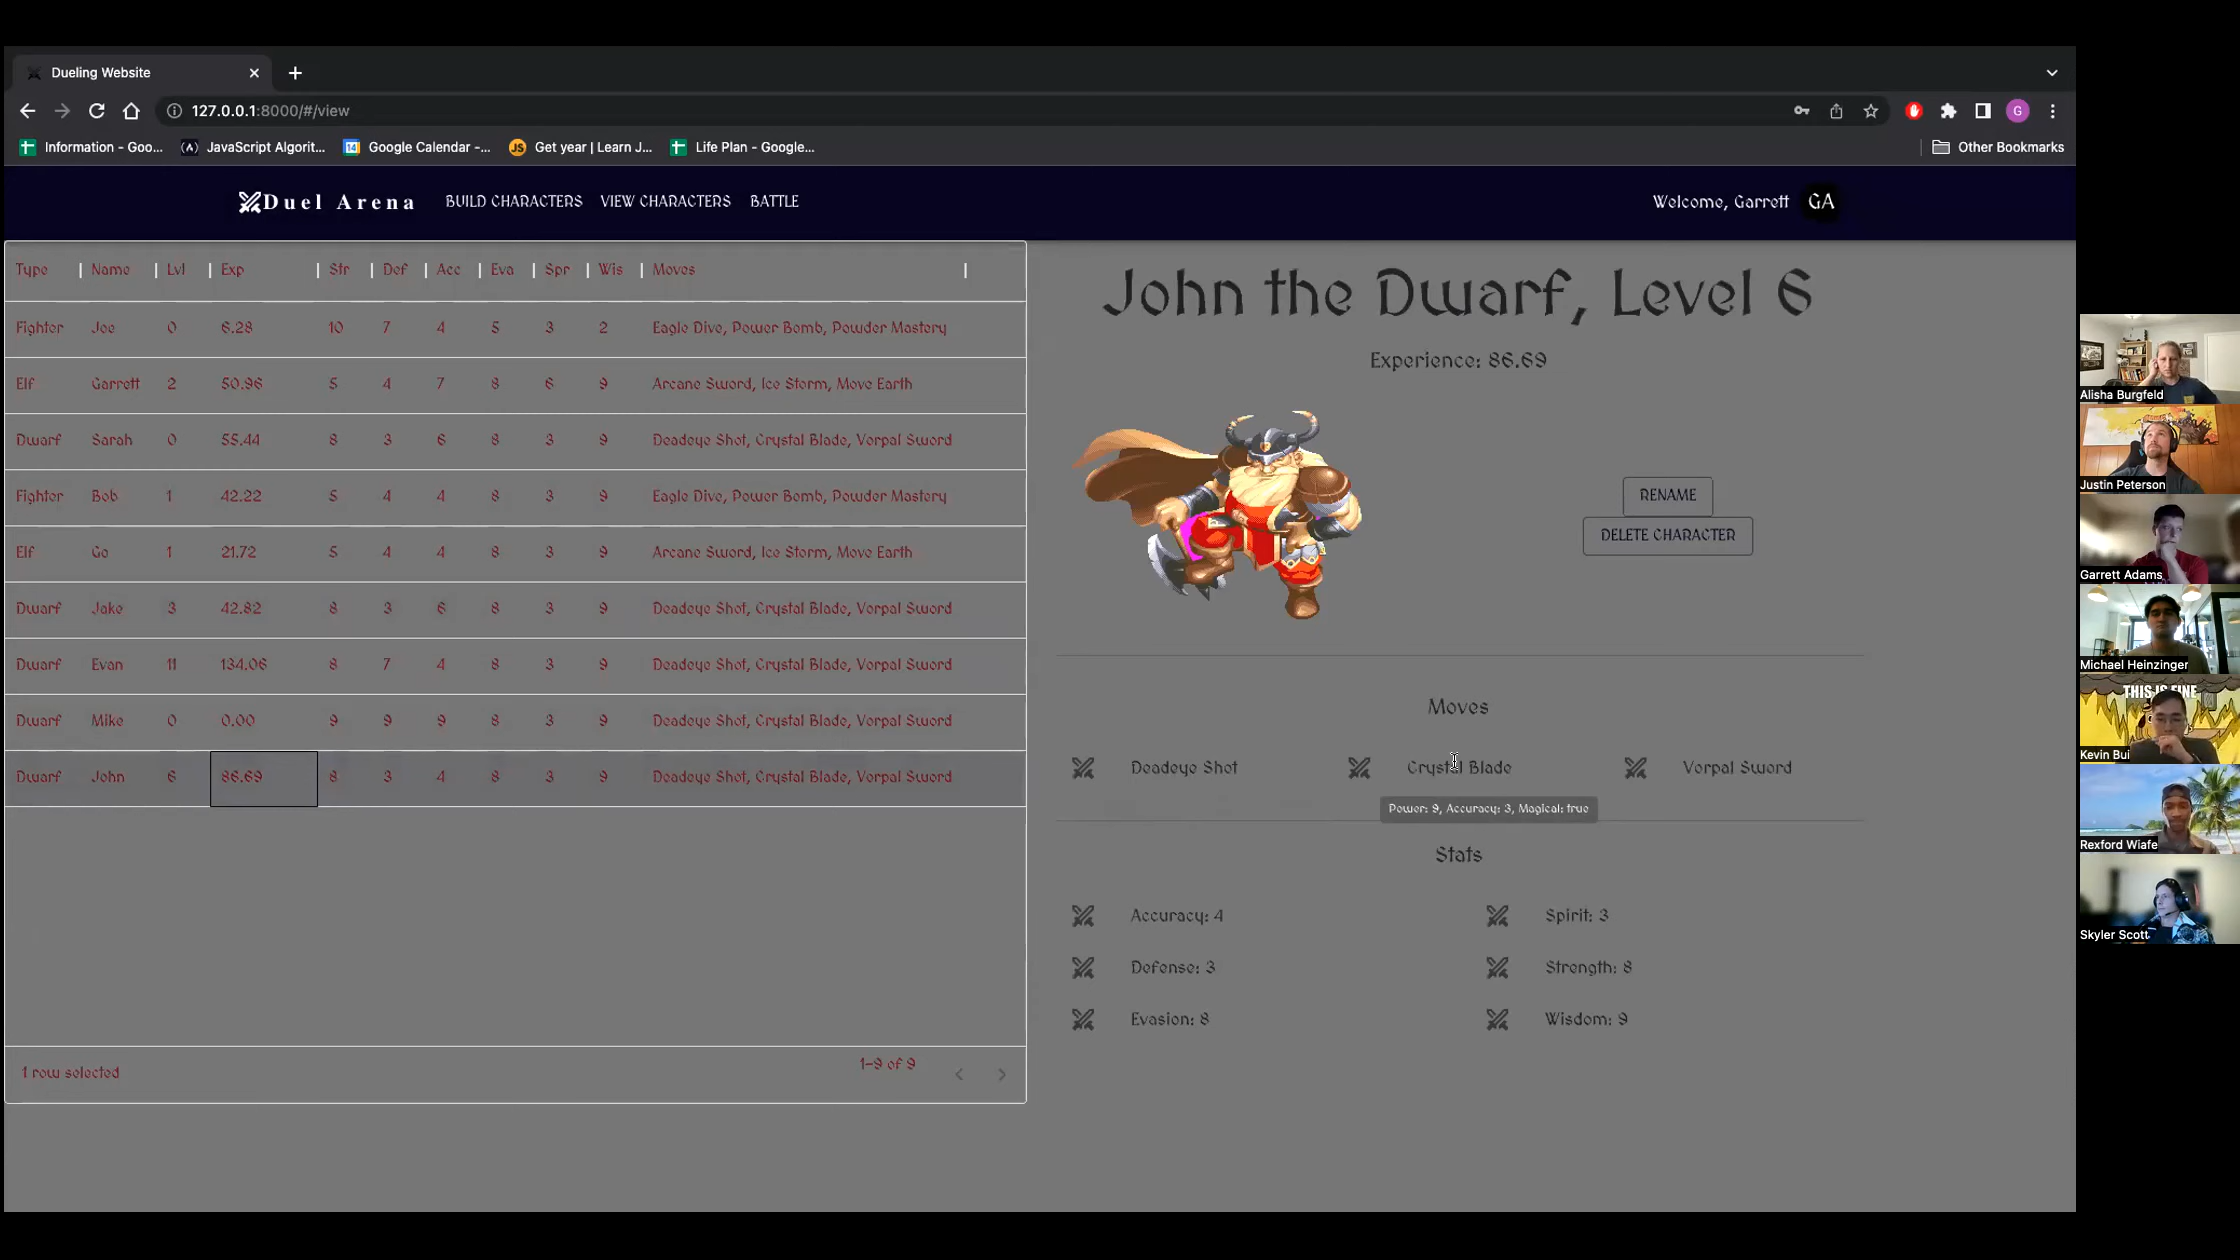 Dueling Website
127.0.0.1:8000/#/view
G
Information - Goo...
JavaScript Algorit...
14
Google Calendar -...
JS
Get year | Learn J...
Life Plan - Google...
Other Bookmarks
Duel Arena
BUILD CHARACTERS
VIEW CHARACTERS
BATTLE
Welcome, Garrett
GA
Type Name Lvl Exp Str Def Acc Eva Spr Wis Moves
Fighter Joe 0 6.28 10 7 4 5 3 2 Eagle Dive, Power Bomb, Powder Mastery
Elf Garrett 2 50.96 5 4 7 8 6 9 Arcane Sword, Ice Storm, Move Earth
Dwarf Sarah 0 55.44 8 3 6 8 3 9 Deadeye Shot, Crystal Blade, Vorpal Sword
Fighter Bob 1 42.22 5 4 4 8 3 9 Eagle Dive, Power Bomb, Powder Mastery
Elf Go 1 21.72 5 4 4 8 3 9 Arcane Sword, Ice Storm, Move Earth
Dwarf Jake 3 42.82 8 3 6 8 3 9 Deadeye Shot, Crystal Blade, Vorpal Sword
Dwarf Evan 11 134.06 8 7 4 8 3 9 Deadeye Shot, Crystal Blade, Vorpal Sword
Dwarf Mike 0 0.00 9 9 9 8 3 9 Deadeye Shot, Crystal Blade, Vorpal Sword
Dwarf John 6 86.69 8 3 4 8 3 9 Deadeye Shot, Crystal Blade, Vorpal Sword
1 row selected
1–9 of 9
John the Dwarf, Level 6
Experience: 86.69
RENAME
DELETE CHARACTER
Moves
Deadeye Shot
Crystal Blade
Vorpal Sword
Power: 9, Accuracy: 3, Magical: true
Stats
Accuracy: 4
Spirit: 3
Defense: 3
Strength: 8
Evasion: 8
Wisdom: 9
Alisha Burgfeld
Justin Peterson
Garrett Adams
Michael Heinzinger
THIS IS FINE
Kevin Bui
Rexford Wiafe
Skyler Scott